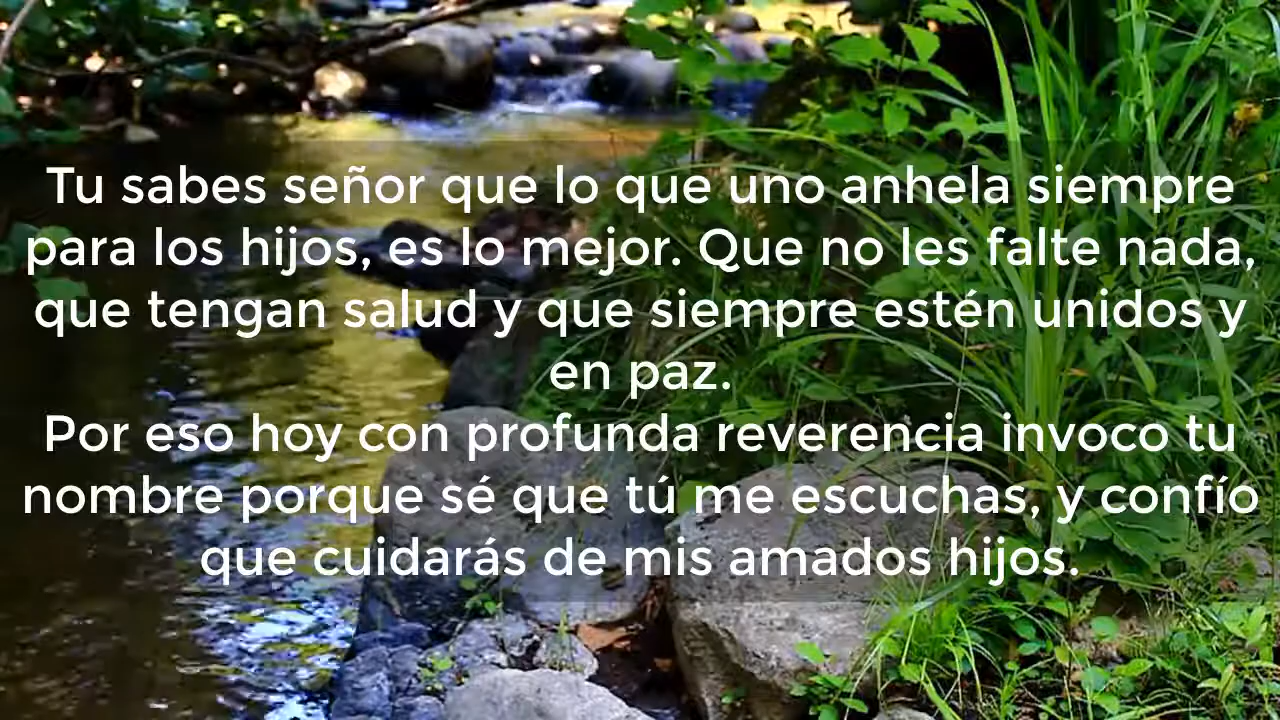 Tu sabes señor que lo que uno anhela siempre
para los hijos, es lo mejor. Que no les falte nada,
que tengan salud y que siempre estén unidos y
en paz.
Por eso hoy con profunda reverencia invoco tu
nombre porque sé que tú me escuchas, y confío
que cuidarás de mis amados hijos.